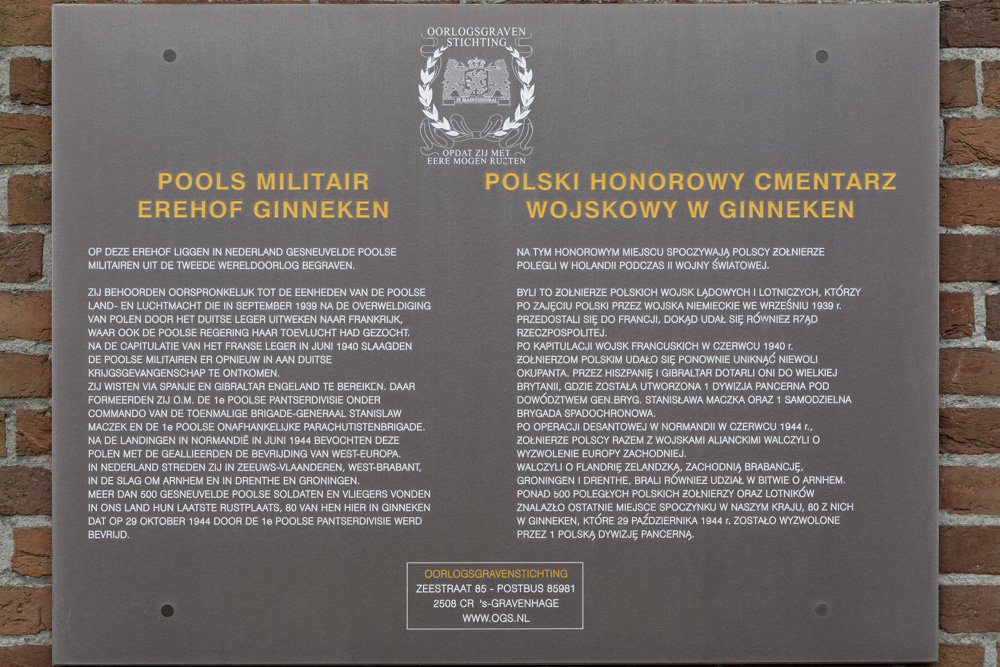 OORLOGSGRAVEN
STICHTING
JE MAINTIENDRAI
OPDAT ZIJ MET
EERE MOGEN RUSTEN
POOLS MILITAIR
EREHOF GINNEKEN
OP DEZE EREHOF LIGGEN IN NEDERLAND GESNEUVELDE POOLSE
MILITAIREN UIT DE TWEEDE WERELDOORLOG BEGRAVEN.
ZIJ BEHOORDEN OORSPRONKELIJK TOT DE EENHEDEN VAN DE POOLSE
LAND- EN LUCHTMACHT DIE IN SEPTEMBER 1939 NA DE OVERWELDIGING
VAN POLEN DOOR HET DUITSE LEGER UITWEKEN NAAR FRANKRIJK,
WAAR OOK DE POOLSE REGERING HAAR TOEVLUCHT HAD GEZOCHT.
NA DE CAPITULATIE VAN HET FRANSE LEGER IN JUNI 1940 SLAAGDEN
DE POOLSE MILITAIREN ER OPNIEUW IN AAN DUITSE
KRIJGSGEVANGENSCHAP TE ONTKOMEN.
ZIJ WISTEN VIA SPANJE EN GIBRALTAR ENGELAND TE BEREIKEN. DAAR
FORMEERDEN ZIJ O.M. DE 1e POOLSE PANTSERDIVISIE ONDER
COMMANDO VAN DE TOENMALIGE BRIGADE-GENERAAL STANISLAW
MACZEK EN DE 1e POOLSE ONAFHANKELIJKE PARACHUTISTENBRIGADE.
NA DE LANDINGEN IN NORMANDIË IN JUNI 1944 BEVOCHTEN DEZE
POLEN MET DE GEALLIEERDEN DE BEVRIJDING VAN WEST-EUROPA.
IN NEDERLAND STREDEN ZIJ IN ZEEUWS-VLAANDEREN, WEST-BRABANT,
IN DE SLAG OM ARNHEM EN IN DRENTHE EN GRONINGEN.
MEER DAN 500 GESNEUVELDE POOLSE SOLDATEN EN VLIEGERS VONDEN
IN ONS LAND HUN LAATSTE RUSTPLAATS, 80 VAN HEN HIER IN GINNEKEN
DAT OP 29 OKTOBER 1944 DOOR DE 1e POOLSE PANTSERDIVISIE WERD
BEVRIJD.
POLSKI HONOROWY CMENTARZ
WOJSKOWY W GINNEKEN
NA TYM HONOROWYM MIEJSCU SPOCZYWAJĄ POLSCY ŻOŁNIERZE
POLEGLI W HOLANDII PODCZAS II WOJNY ŚWIATOWEJ.
BYLI TO ŻOŁNIERZE POLSKICH WOJSK LĄDOWYCH I LOTNICZYCH, KTÓRZY
PO ZAJĘCIU POLSKI PRZEZ WOJSKA NIEMIECKIE WE WRZEŚNIU 1939 r.
PRZEDOSTALI SIĘ DO FRANCJI, DOKĄD UDAŁ SIĘ RÓWNIEŻ RZĄD
RZECZPOSPOLITEJ.
PO KAPITULACJI WOJSK FRANCUSKICH W CZERWCU 1940 r.
ŻOŁNIERZOM POLSKIM UDAŁO SIĘ PONOWNIE UNIKNĄĆ NIEWOLI
OKUPANTA. PRZEZ HISZPANIĘ I GIBRALTAR DOTARLI ONI DO WIELKIEJ
BRYTANII, GDZIE ZOSTAŁA UTWORZONA 1 DYWIZJA PANCERNA POD
DOWÓDZTWEM GEN.BRYG. STANISŁAWA MACZKA ORAZ 1 SAMODZIELNA
BRYGADA SPADOCHRONOWA.
PO OPERACJI DESANTOWEJ W NORMANDII W CZERWCU 1944 r.,
ŻOŁNIERZE POLSCY RAZEM Z WOJSKAMI ALIANCKIMI WALCZYLI O
WYZWOLENIE EUROPY ZACHODNIEJ.
WALCZYLI O FLANDRIĘ ZELANDZKĄ, ZACHODNIĄ BRABANCJĘ,
GRONINGEN I DRENTHE, BRALI RÓWNIEŻ UDZIAŁ W BITWIE O ARNHEM.
PONAD 500 POLEGŁYCH POLSKICH ŻOŁNIERZY ORAZ LOTNIKÓW
ZNALAZŁO OSTATNIE MIEJSCE SPOCZYNKU W NASZYM KRAJU, 80 Z NICH
W GINNEKEN, KTÓRE 29 PAŹDZIERNIKA 1944 r. ZOSTAŁO WYZWOLONE
PRZEZ 1 POLSKĄ DYWIZJĘ PANCERNĄ.
OORLOGSGRAVENSTICHTING
ZEESTRAAT 85 - POSTBUS 85981
2508 CR 's-GRAVENHAGE
WWW.OGS.NL